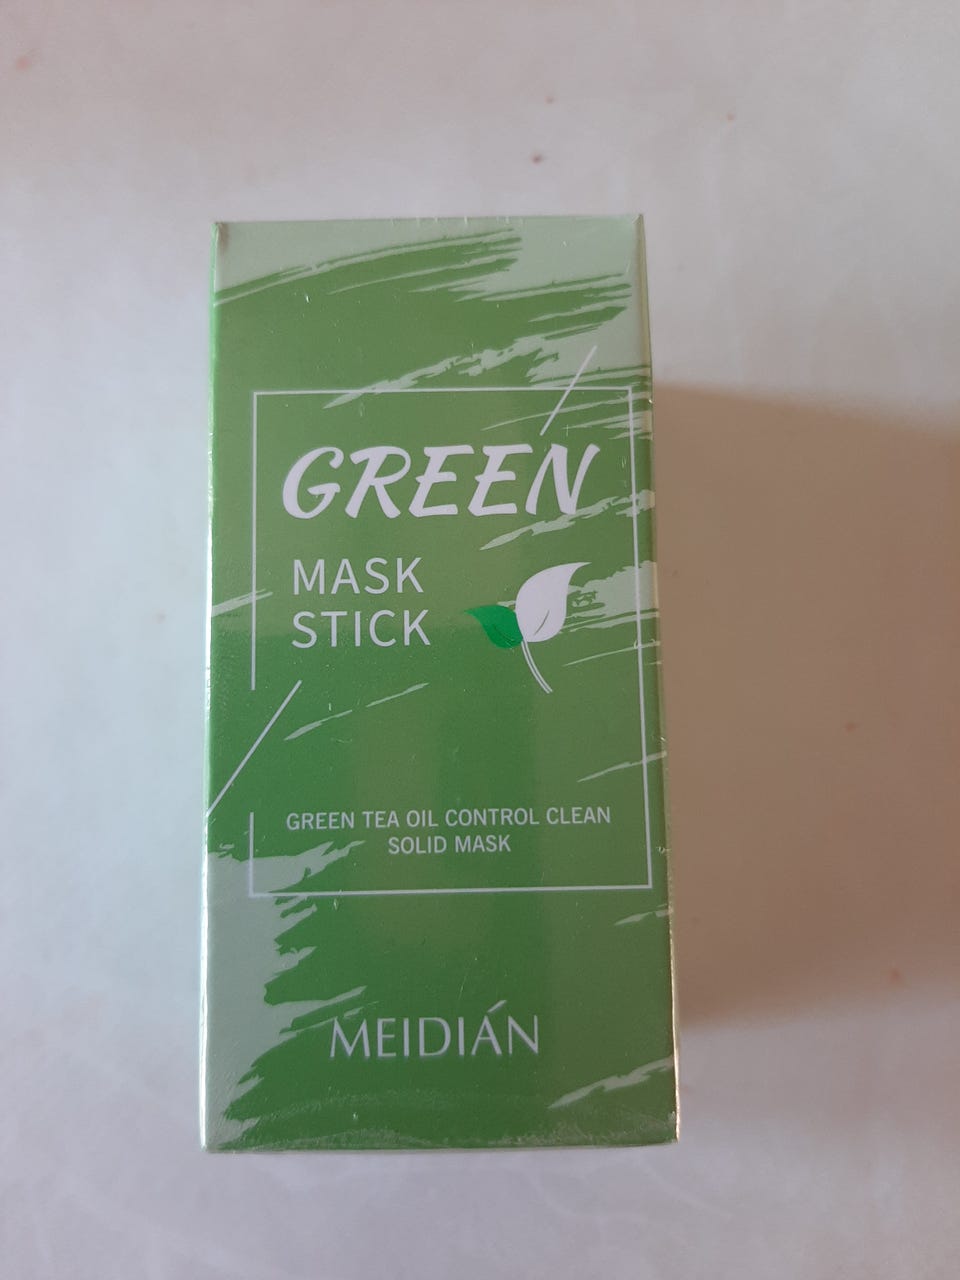 GREEN
MASK
STICK
GREEN TEA OIL CONTROL CLEAN
SOLID MASK
MEIDIÁN